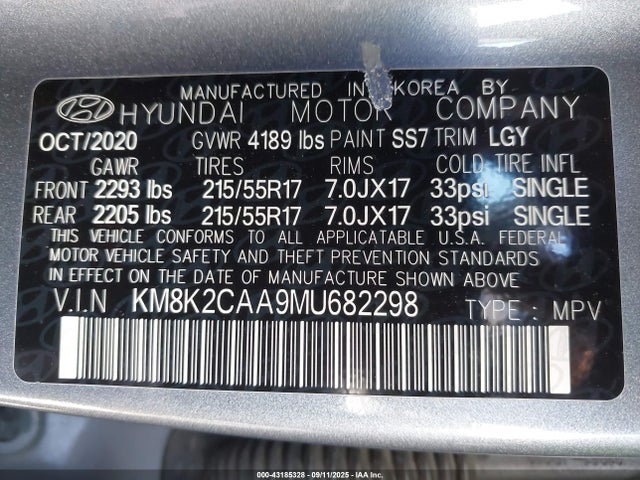 MANUFACTURED IN KOREA BY
HYUNDAI MOTOR COMPANY
OCT/2020 GVWR 4189 lbs PAINT SS7 TRIM LGY
GAWR TIRES RIMS COLD TIRE INFL
FRONT 2293 lbs 215/55R17 7.0JX17 33psi SINGLE
REAR 2205 lbs 215/55R17 7.0JX17 33psi SINGLE
THIS VEHICLE CONFORMS TO ALL APPLICATABLE U.S.A. FEDERAL
MOTOR VEHICLE SAFETY AND THEFT PREVENTION STANDARDS
IN EFFECT ON THE DATE OF MANUFACTURE SHOWN ABOVE
V.I.N KM8K2CAA9MU682298 TYPE : MPV
000-43185328 - 09/11/2025 - IAA Inc.